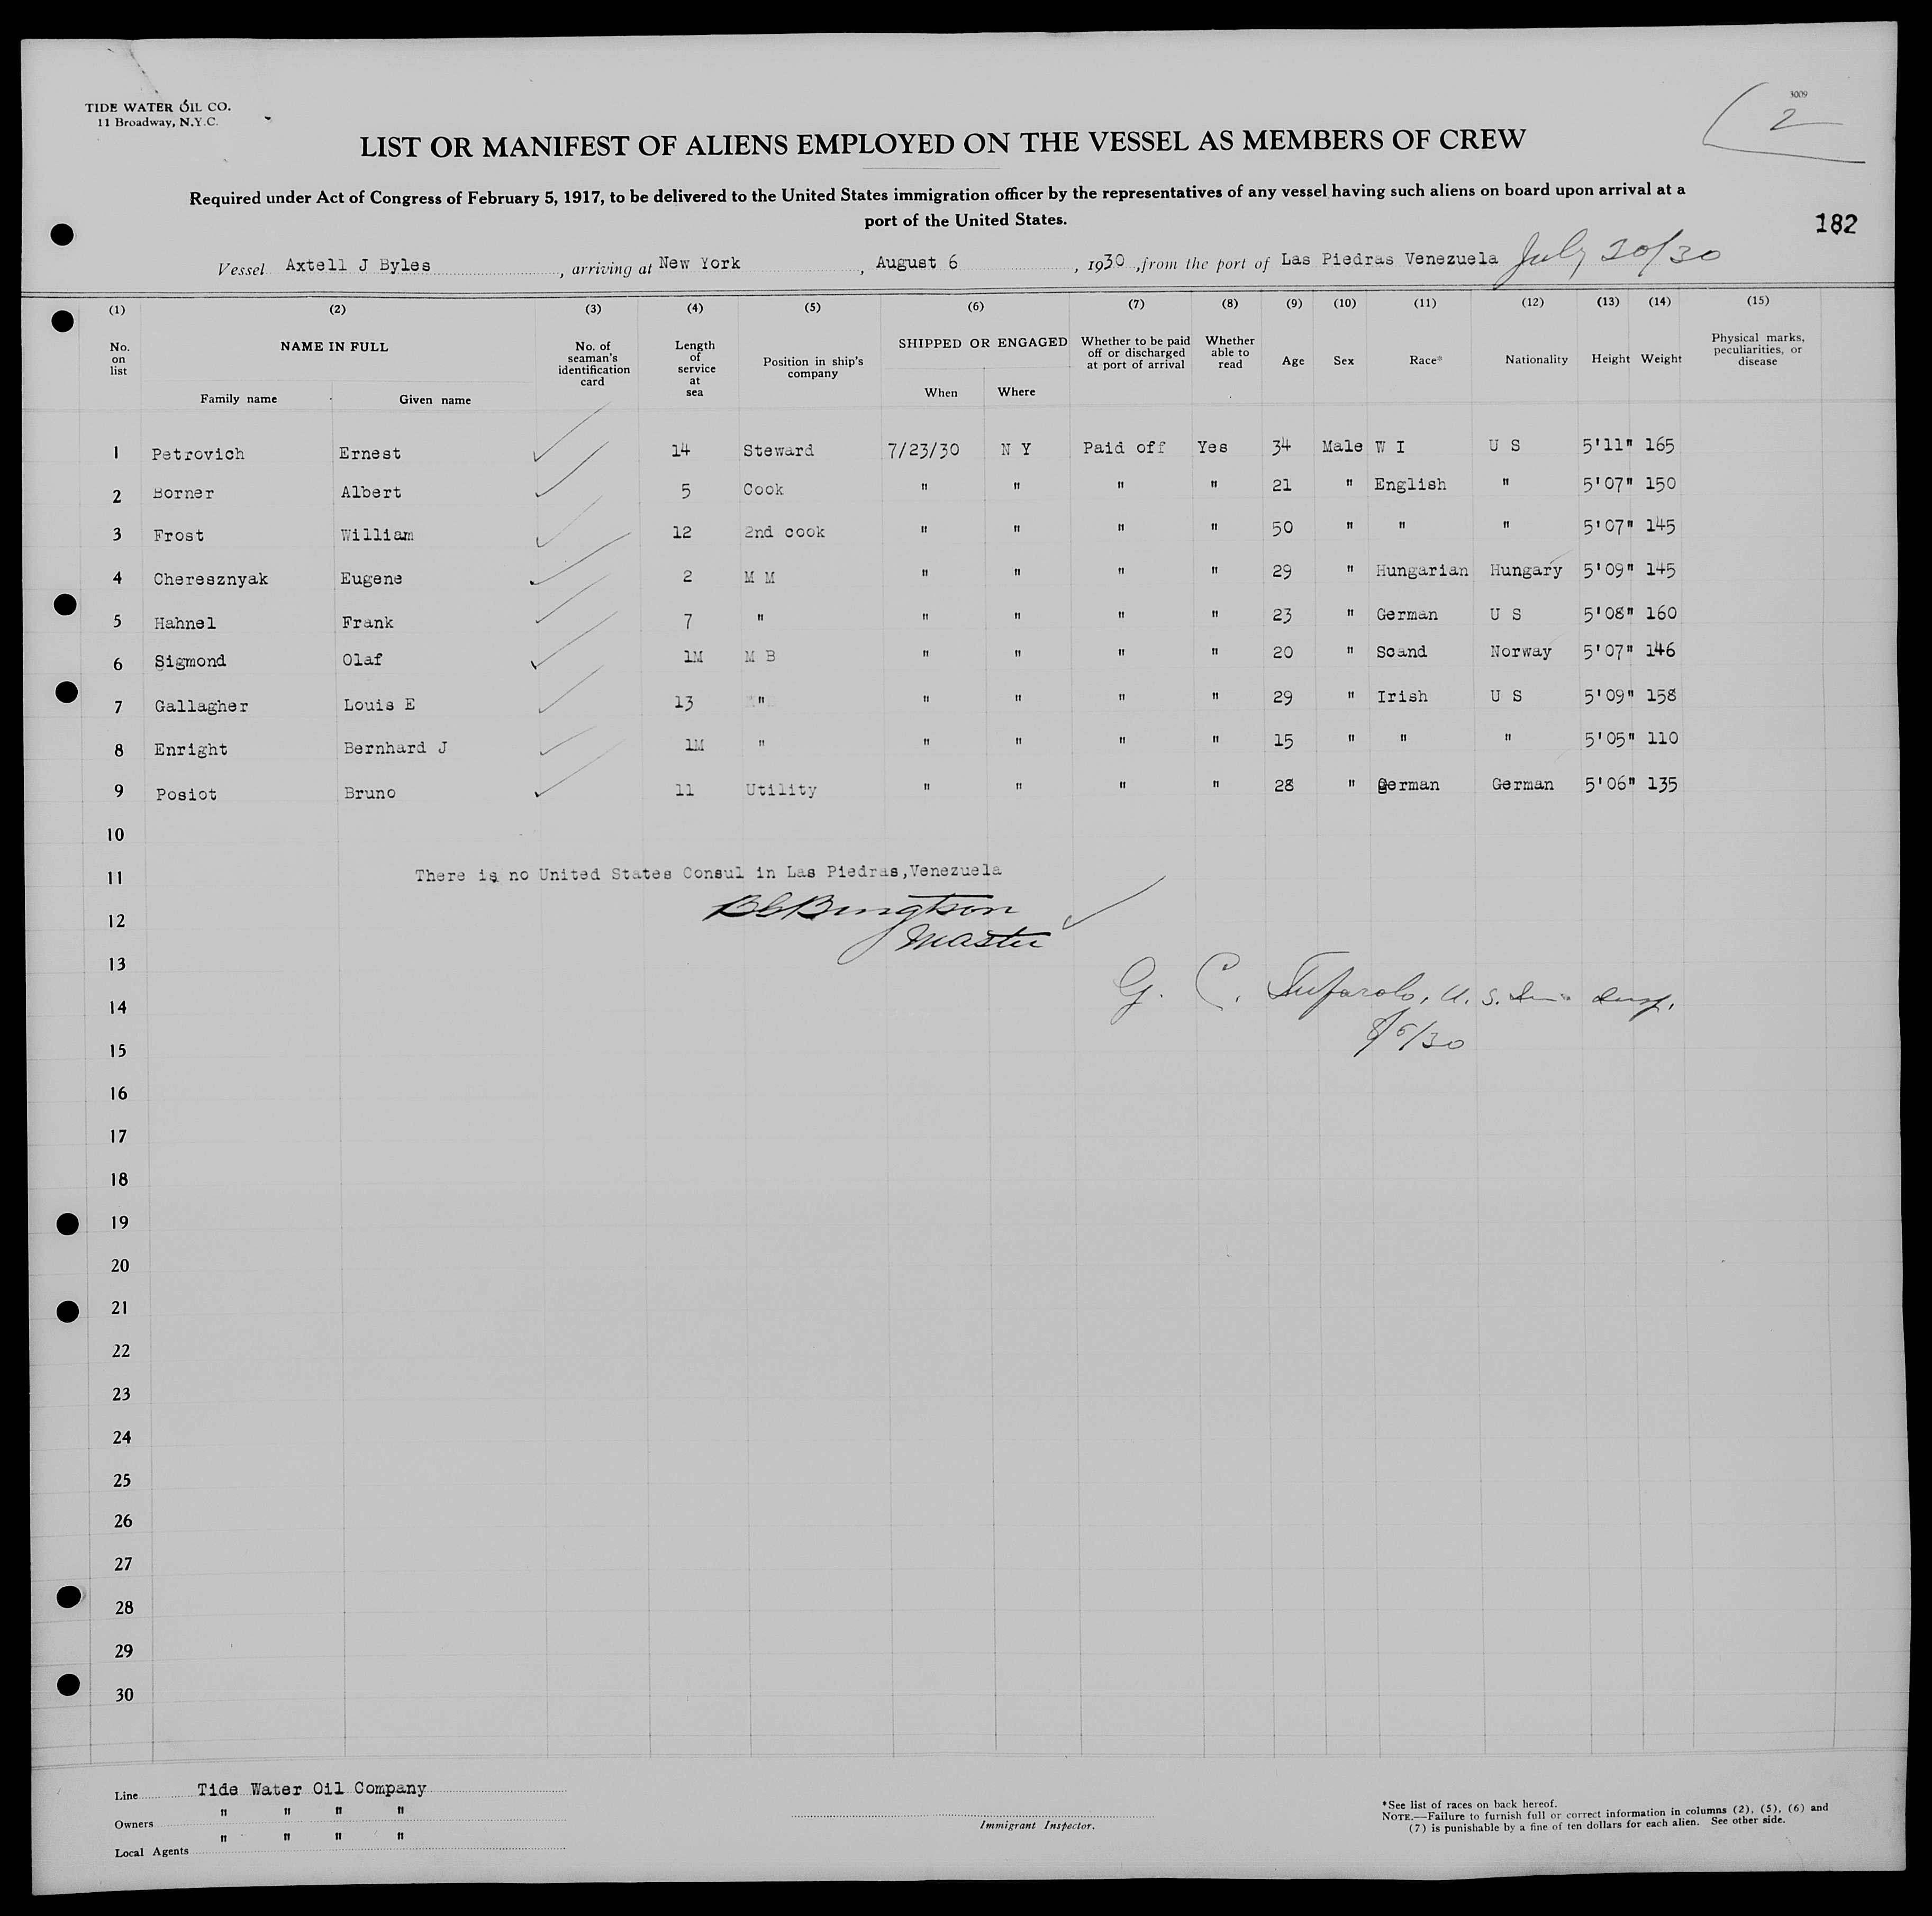 TIDE WATER OIL CO.
11 Broadway, N.Y.C.
3009
2
LIST OR MANIFEST OF ALIENS EMPLOYED ON THE VESSEL AS MEMBERS OF CREW
Required under Act of Congress of February 5, 1917, to be delivered to the United States immigration officer by the representatives of any vessel having such aliens on board upon arrival at a
port of the United States.
182
Vessel Axtell J Byles, arriving at New York, August 6, 1930, from the port of Las Piedras Venezuela July 30/30
(1) (2) (3) (4) (5) (6) (7) (8) (9) (10) (11) (12) (13) (14) (15)
No. on list NAME IN FULL Family name Given name No. of seaman's identification card Length of service at sea Position in ship's company SHIPPED OR ENGAGED When Where Whether to be paid off or discharged at port of arrival Whether able to read Age Sex Race* Nationality Height Weight Physical marks, peculiarities, or disease
1 Petrovich Ernest 14 Steward 7/23/30 N Y Paid off Yes 34 Male W I U S 5'11" 165
2 Borner Albert 5 Cook " " " " 21 " English " 5'07" 150
3 Frost William 12 2nd cook " " " " 50 " " " 5'07" 145
4 Cheresznyak Eugene 2 M M " " " " 29 " Hungarian Hungary 5'09" 145
5 Hahnel Frank 7 " " " " " 23 " German U S 5'08" 160
6 Sigmond Olaf 1M M B " " " " 20 " Scand Norway 5'07" 146
7 Gallagher Louis E 13 " " " " " 29 " Irish U S 5'09" 158
8 Enright Bernhard J 1M " " " " " 15 " " " 5'05" 110
9 Posiot Bruno 11 Utility " " " " 28 " German German 5'06" 135
10
11 There is no United States Consul in Las Piedras,Venezuela
12
Master
13
14 G. C. U. S. Insp.
8/6/30
15
16
17
18
19
20
21
22
23
24
25
26
27
28
29
30
Line Tide Water Oil Company
Owners " " " "
Local Agents " " " "
Immigrant Inspector.
*See list of races on back hereof.
NOTE.—Failure to furnish full or correct information in columns (2), (5), (6) and
(7) is punishable by a fine of ten dollars for each alien. See other side.